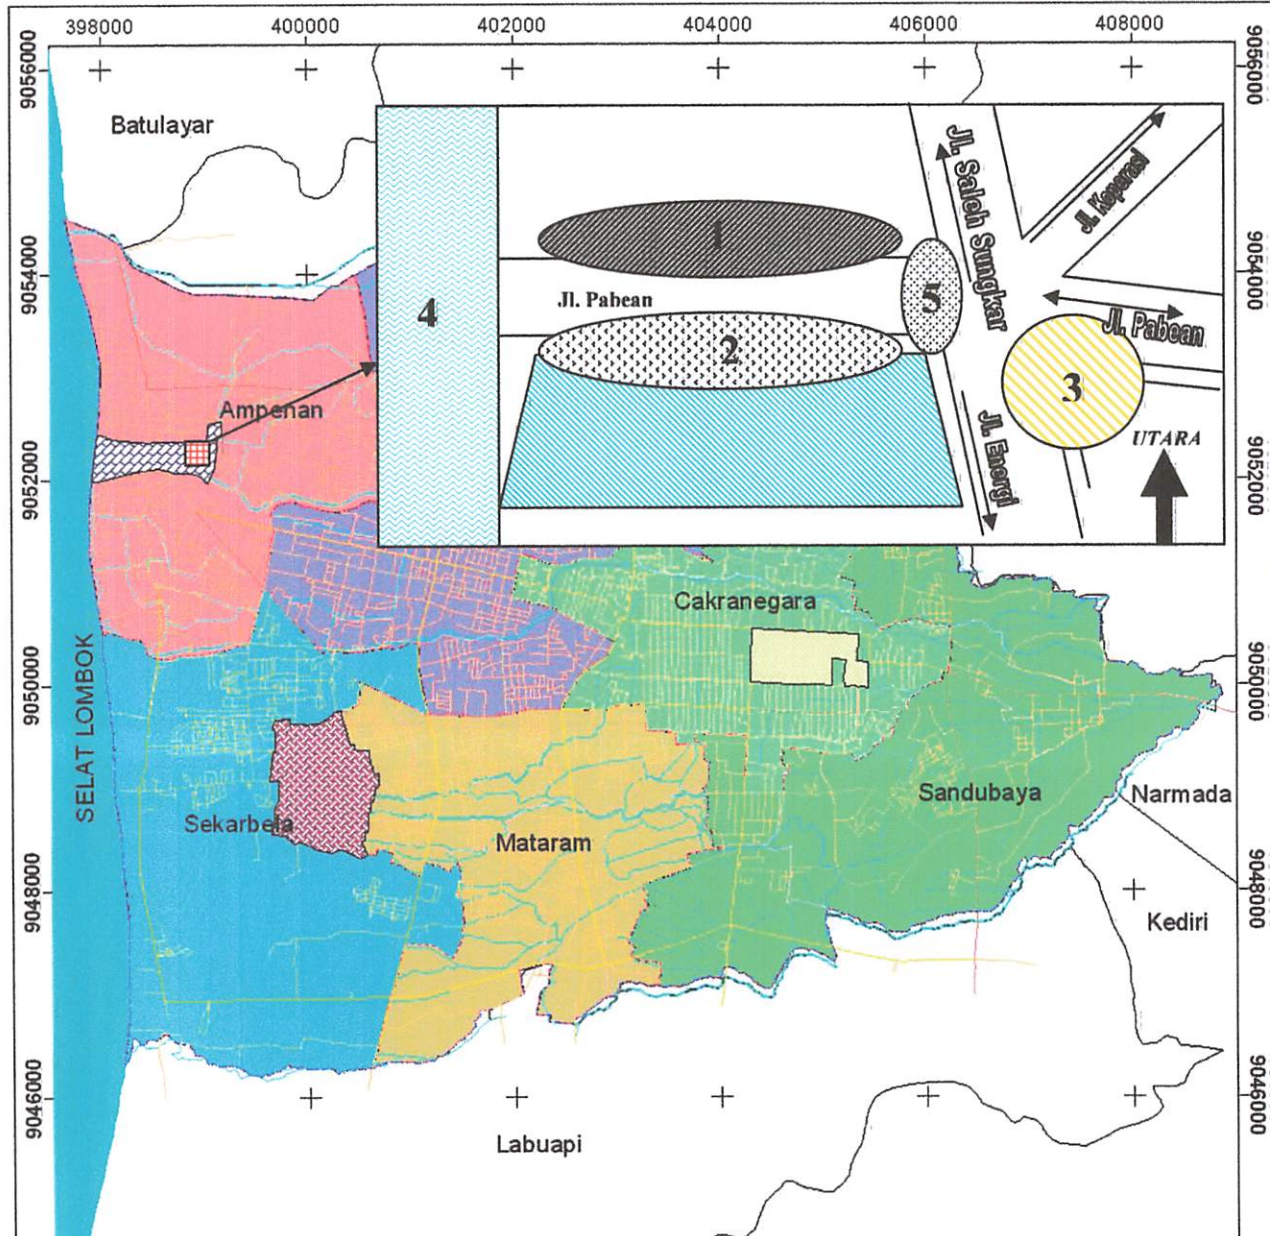 398000 400000 402000 404000 406000 408000
9056000
9056000
Batulayar
Jl. Saleh Sungkar
Jl. Koperasi
1
9054000
9054000
4
Jl. Pabean
5
Jl. Pabean
2
3
Ampenan
Jl. Energi
UTARA
9052000
9052000
Cakranegara
SELAT LOMBOK
9050000
9050000
Sandubaya
Narmada
Sekarbela
Mataram
9048000
9048000
Kediri
9046000
9046000
Labuapi